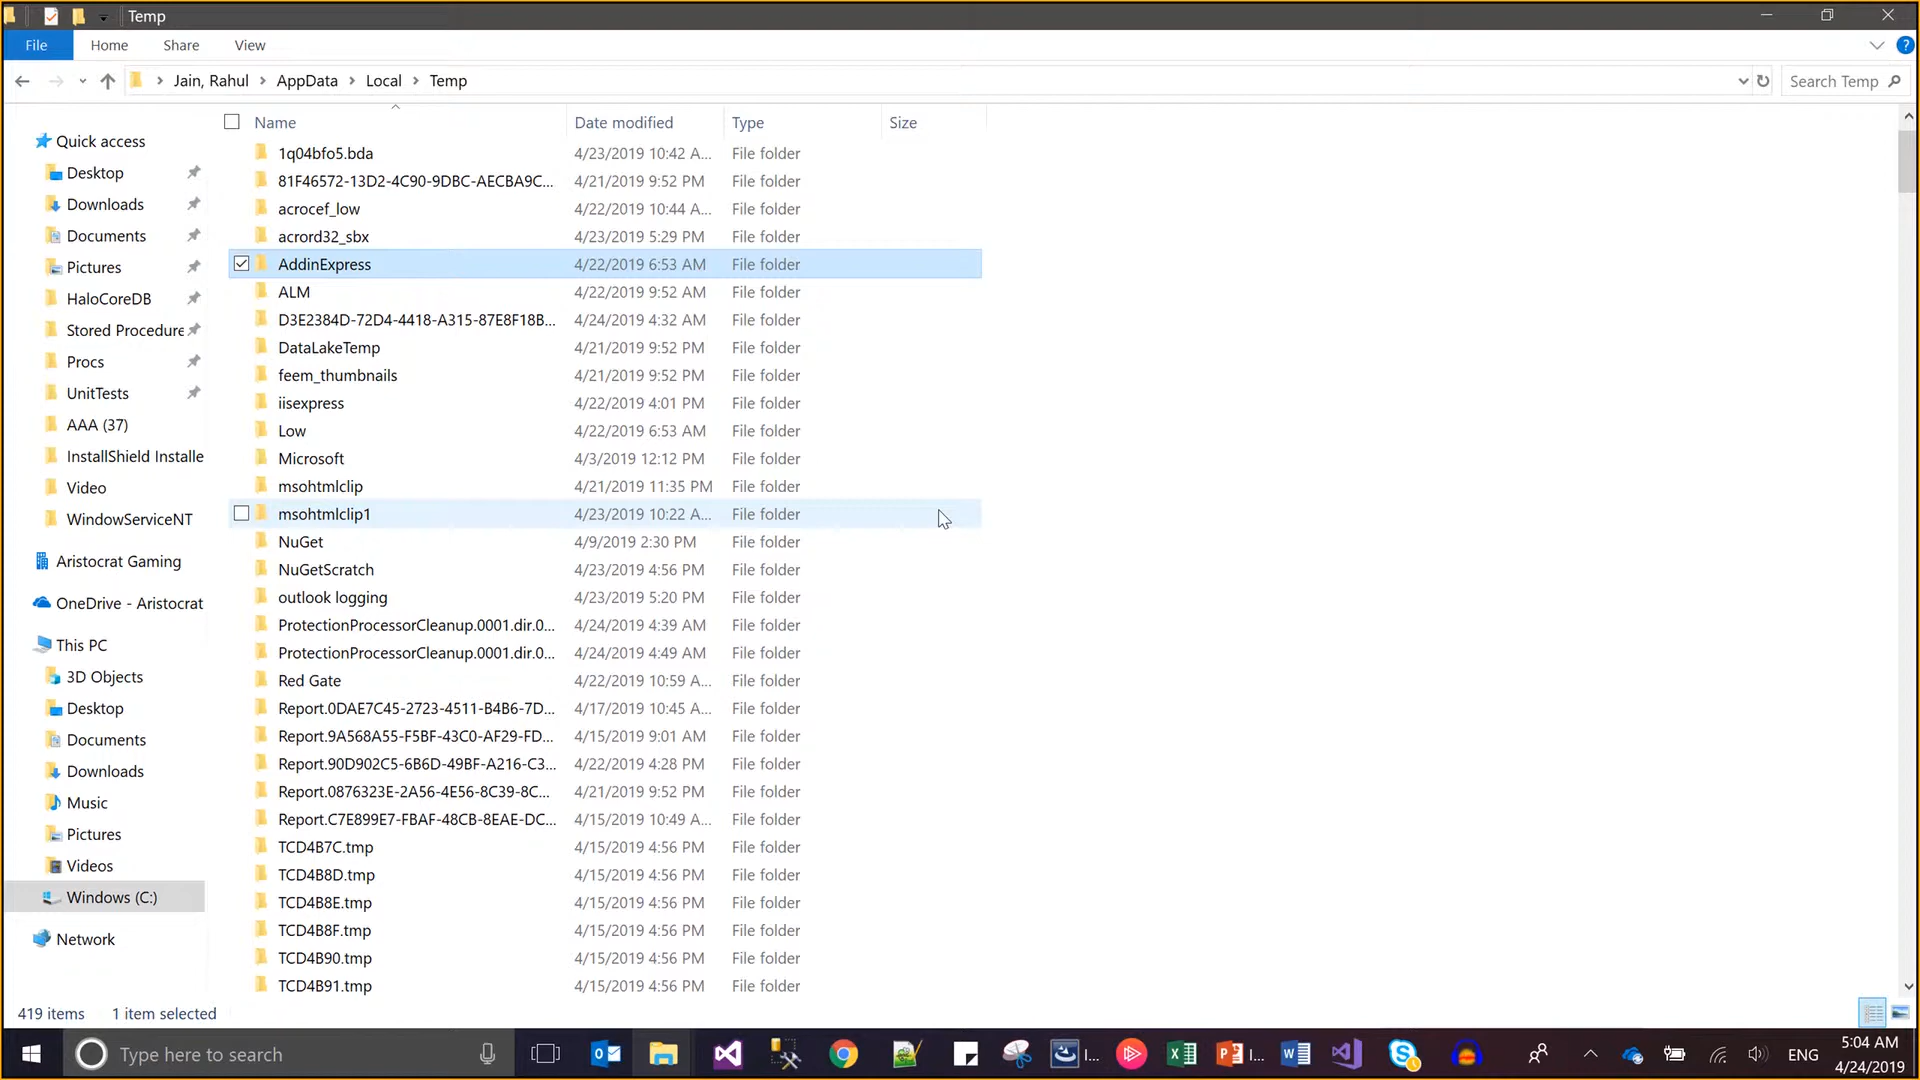 Temp
File Home Share View
Jain, Rahul AppData Local Temp Search Temp
Name Date modified Type Size
Quick access
Desktop
Downloads
Documents
Pictures
HaloCoreDB
Stored Procedure
Procs
UnitTests
AAA (37)
InstallShield Installe
Video
WindowServiceNT
Aristocrat Gaming
OneDrive - Aristocrat
This PC
3D Objects
Desktop
Documents
Downloads
Music
Pictures
Videos
Windows (C:)
Network
1q04bfo5.bda 4/23/2019 10:42 A... File folder
81F46572-13D2-4C90-9DBC-AECBA9C... 4/21/2019 9:52 PM File folder
acrocef_low 4/22/2019 10:44 A... File folder
acrord32_sbx 4/23/2019 5:29 PM File folder
AddinExpress 4/22/2019 6:53 AM File folder
ALM 4/22/2019 9:52 AM File folder
D3E2384D-72D4-4418-A315-87E8F18B... 4/24/2019 4:32 AM File folder
DataLakeTemp 4/21/2019 9:52 PM File folder
feem_thumbnails 4/21/2019 9:52 PM File folder
iisexpress 4/22/2019 4:01 PM File folder
Low 4/22/2019 6:53 AM File folder
Microsoft 4/3/2019 12:12 PM File folder
msohtmlclip 4/21/2019 11:35 PM File folder
msohtmlclip1 4/23/2019 10:22 A... File folder
NuGet 4/9/2019 2:30 PM File folder
NuGetScratch 4/23/2019 4:56 PM File folder
outlook logging 4/23/2019 5:20 PM File folder
ProtectionProcessorCleanup.0001.dir.0... 4/24/2019 4:39 AM File folder
ProtectionProcessorCleanup.0001.dir.0... 4/24/2019 4:49 AM File folder
Red Gate 4/22/2019 10:59 A... File folder
Report.0DAE7C45-2723-4511-B4B6-7D... 4/17/2019 10:45 A... File folder
Report.9A568A55-F5BF-43C0-AF29-FD... 4/15/2019 9:01 AM File folder
Report.90D902C5-6B6D-49BF-A216-C3... 4/22/2019 4:28 PM File folder
Report.0876323E-2A56-4E56-8C39-8C... 4/21/2019 9:52 PM File folder
Report.C7E899E7-FBAF-48CB-8EAE-DC... 4/15/2019 10:49 A... File folder
TCD4B7C.tmp 4/15/2019 4:56 PM File folder
TCD4B8D.tmp 4/15/2019 4:56 PM File folder
TCD4B8E.tmp 4/15/2019 4:56 PM File folder
TCD4B8F.tmp 4/15/2019 4:56 PM File folder
TCD4B90.tmp 4/15/2019 4:56 PM File folder
TCD4B91.tmp 4/15/2019 4:56 PM File folder
419 items 1 item selected
Type here to search I... I... ENG 5:04 AM
4/24/2019